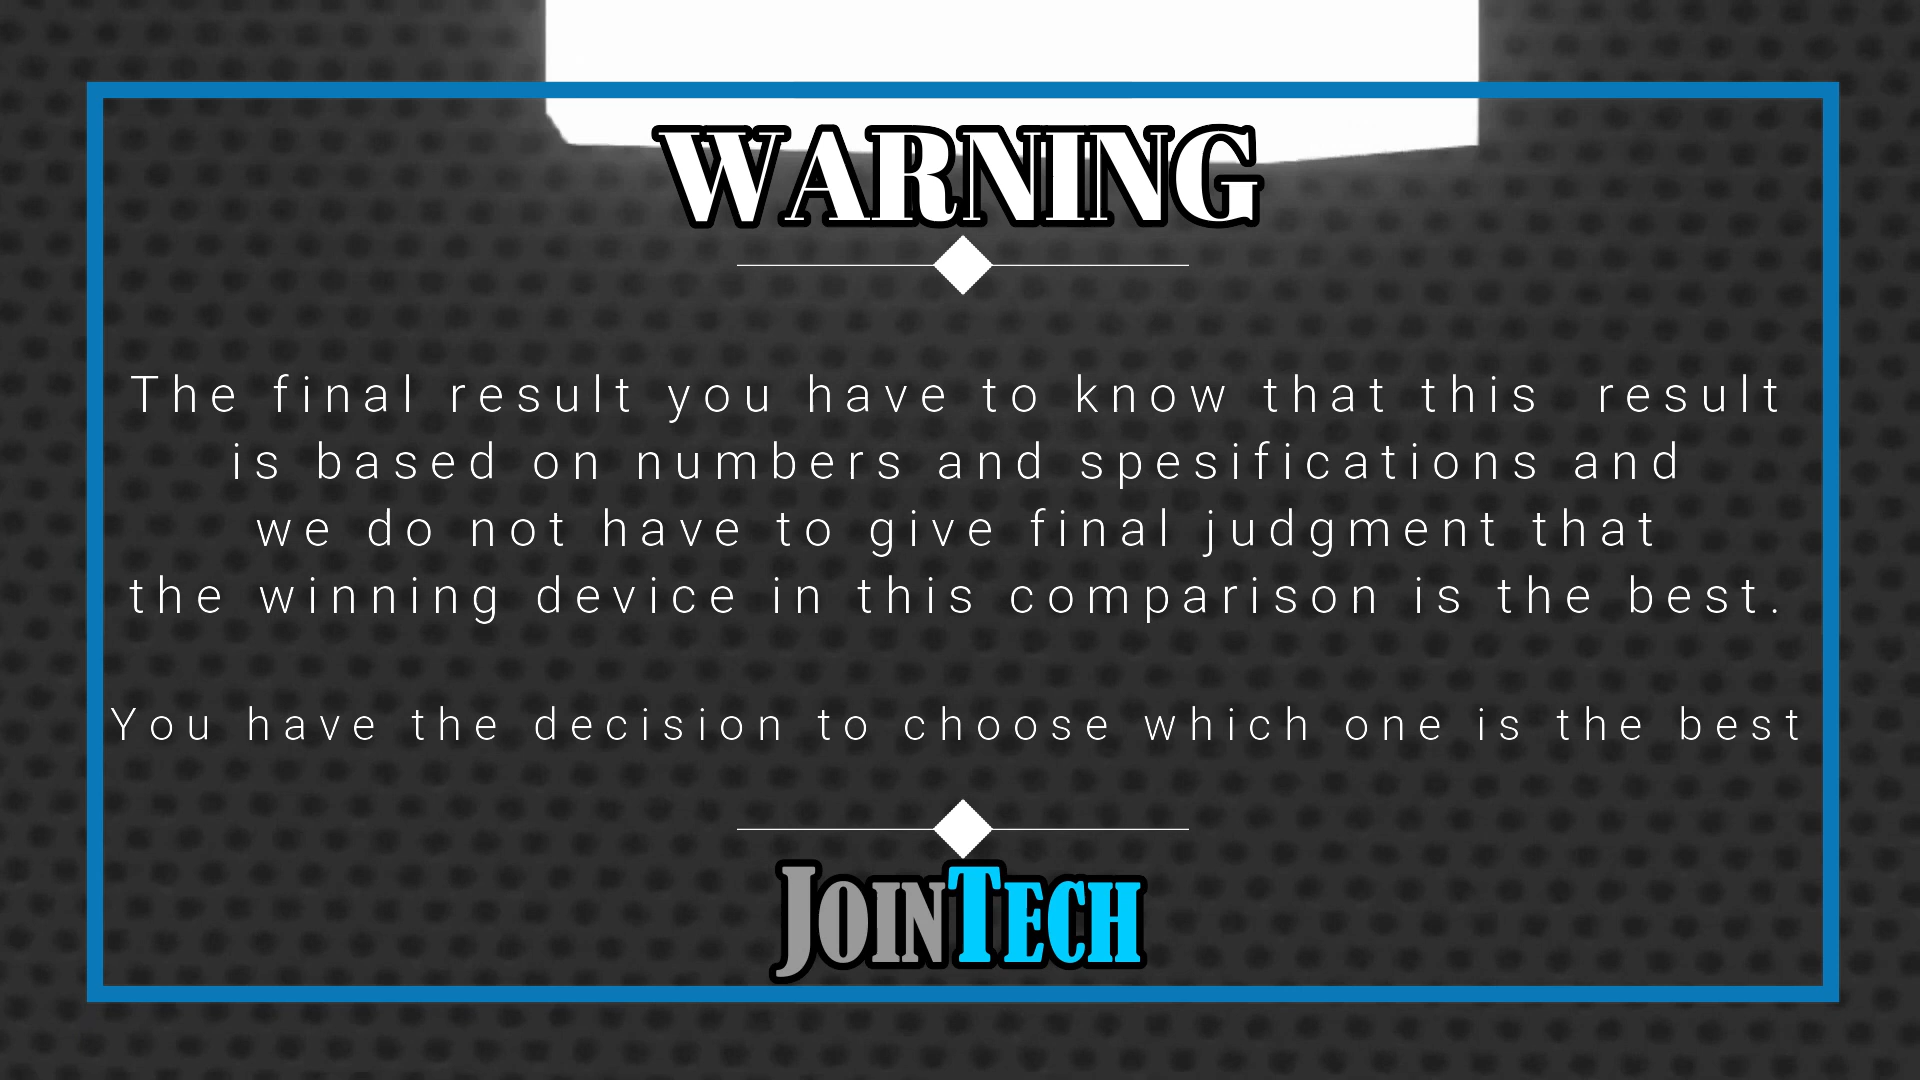 WARNING
The final result you have to know that this result
is based on numbers and spesifications and
we do not have to give final judgment that
the winning device in this comparison is the best.
You have the decision to choose which one is the best
JOINTECH